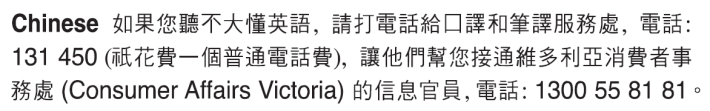 Chinese 如果您聽不大懂英語, 請打電話給口譯和筆譯服務處, 電話:
131 450 (祇花費一個普通電話費), 讓他們幫您接通維多利亞消費者事
務處 (Consumer Affairs Victoria) 的信息官員, 電話: 1300 55 81 81。